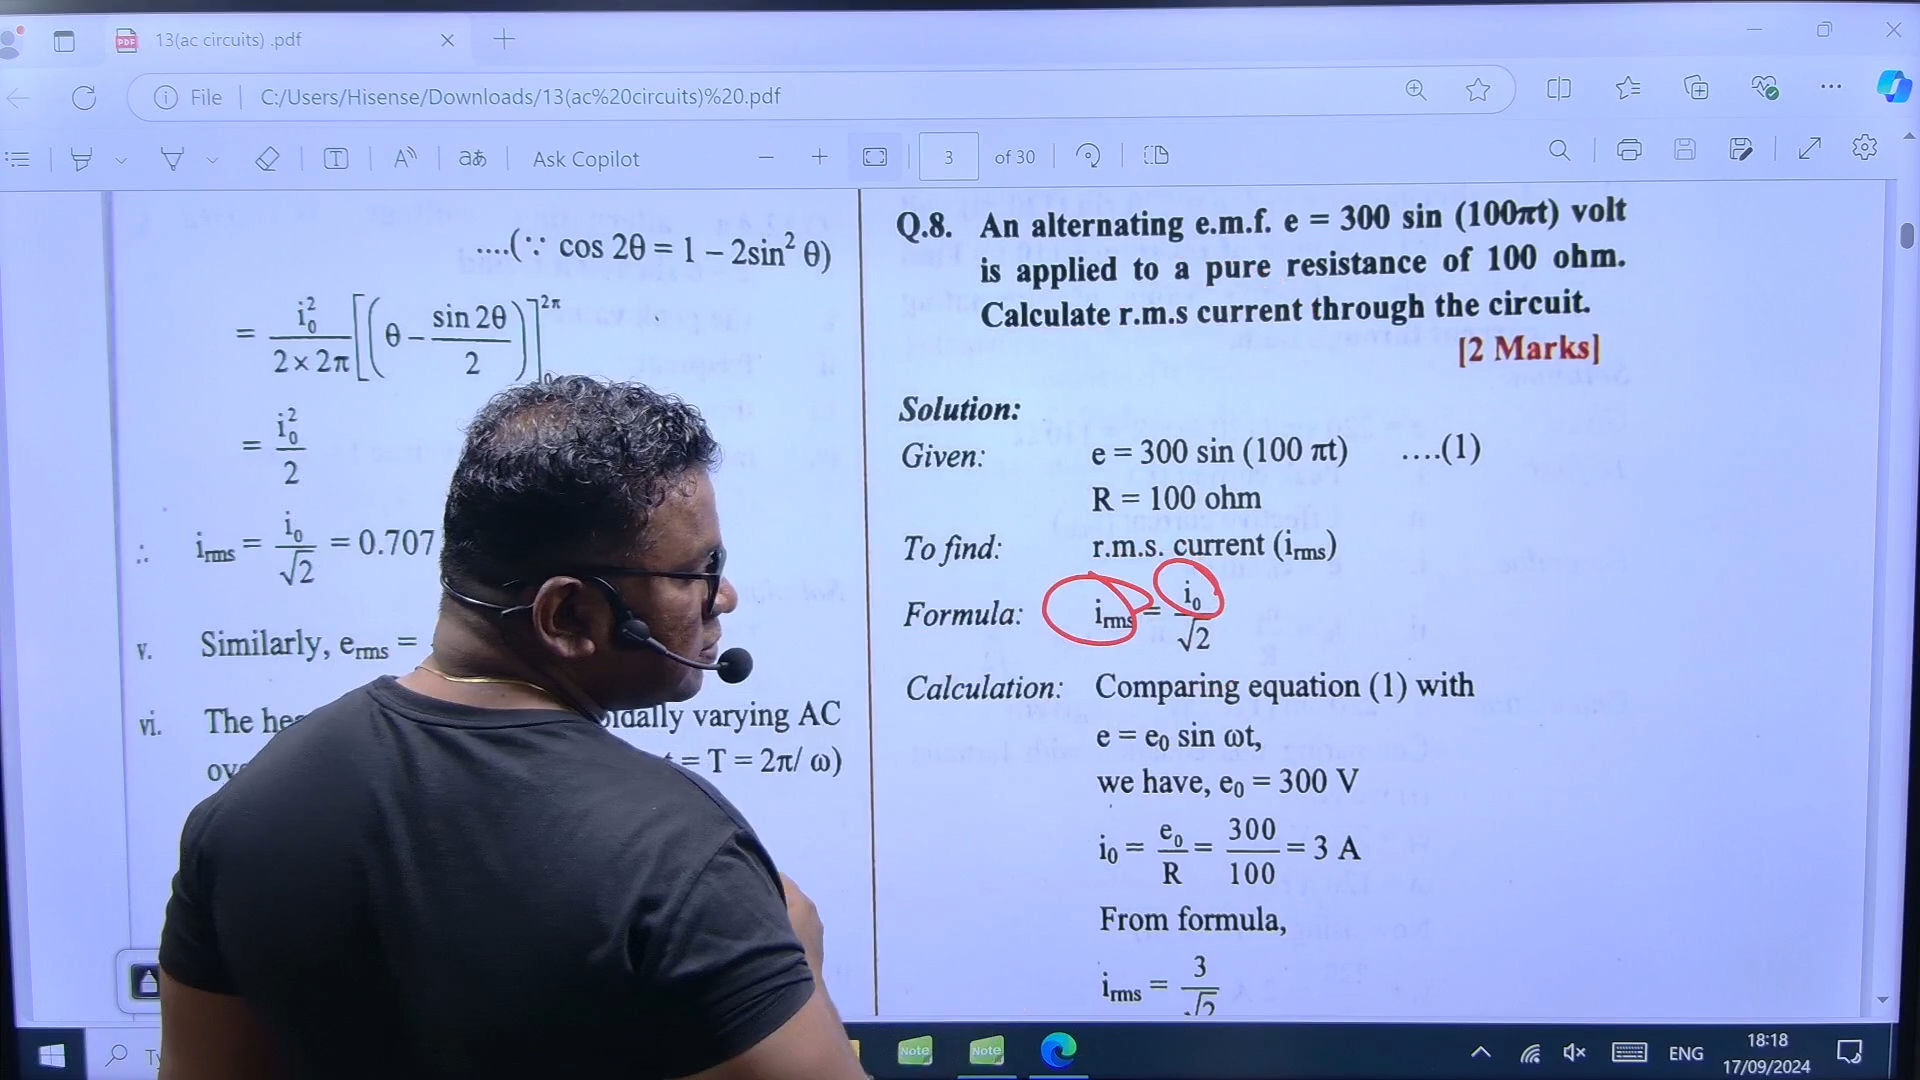 13(ac circuits) .pdf
File
C:/Users/Hisense/Downloads/13(ac%20circuits)%20.pdf
Ask Copilot
3
of 30
....(∵ cos 2θ = 1 – 2sin² θ)
= i₀² / 2 × 2π [(θ – sin 2θ / 2)]²π
= i₀² / 2
∴ iᵣₘₛ = i₀ / √2 = 0.707
v. Similarly, eᵣₘₛ =
vi. The
varying AC
= T = 2π/ ω)
Q.8. An alternating e.m.f. e = 300 sin (100πt) volt
is applied to a pure resistance of 100 ohm.
Calculate r.m.s current through the circuit.
[2 Marks]
Solution:
Given: e = 300 sin (100 πt) ....(1)
R = 100 ohm
To find: r.m.s. current (iᵣₘₛ)
Formula: iᵣₘₛ = i₀ / √2
Calculation: Comparing equation (1) with
e = e₀ sin ωt,
we have, e₀ = 300 V
i₀ = e₀ / R = 300 / 100 = 3 A
From formula,
iᵣₘₛ = 3 / √2
Note
Note
ENG
18:18
17/09/2024